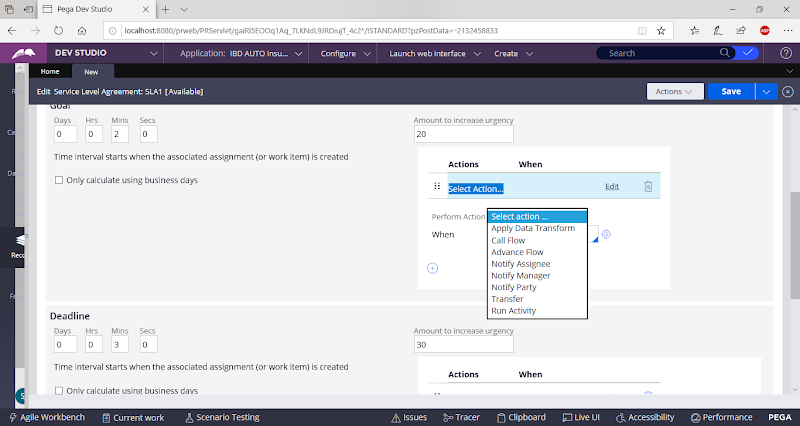 Pega Dev Studio
localhost:8080/prweb/PRServlet/gaiRI5EOOq1Aq_7LKNdL9JRDiujT_4c2*/!STANDARD?pzPostData=-2132458833
DEV STUDIO Application: IBD AUTO Insu... Configure Launch web interface Create Search
Home New
Edit Service Level Agreement: SLA1 [Available] Actions Save
Goal
Days Hrs Mins Secs Amount to increase urgency
0 0 2 0 20
Time interval starts when the associated assignment (or work item) is created
Actions When
Only calculate using business days
Select Action... Edit
Perform Action
Select action ...
Apply Data Transform
When
Call Flow
Advance Flow
Notify Assignee
Notify Manager
Notify Party
Transfer
Run Activity
Deadline
Days Hrs Mins Secs Amount to increase urgency
0 0 3 0 30
Time interval starts when the associated assignment (or work item) is created
Actions When
Only calculate using business days
Agile Workbench Current work Scenario Testing Issues Tracer Clipboard Live UI Accessibility Performance PEGA